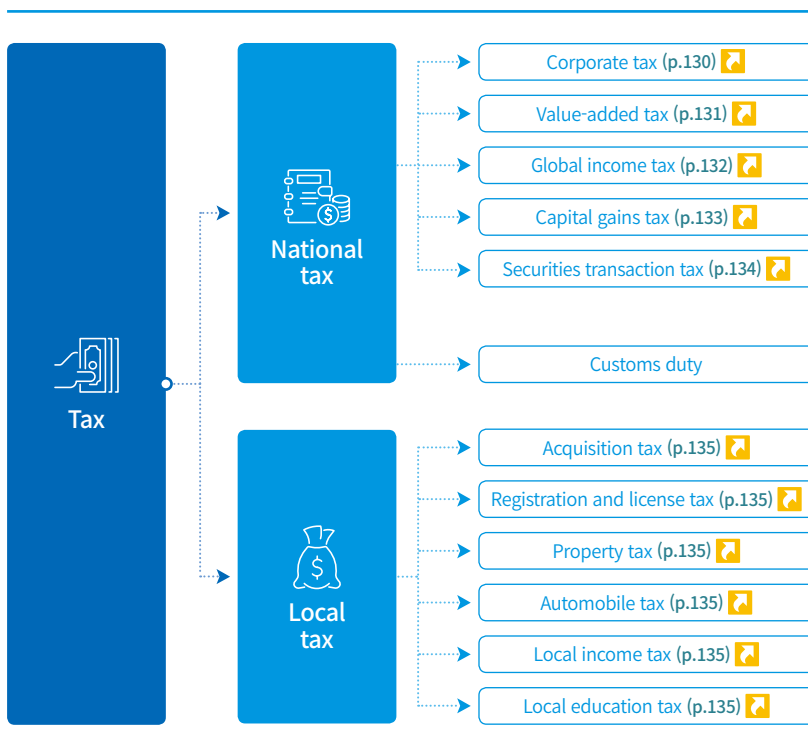 Tax
National
tax
Corporate tax (p.130)
Value-added tax (p.131)
Global income tax (p.132)
Capital gains tax (p.133)
Securities transaction tax (p.134)
Customs duty
Local
tax
Acquisition tax (p.135)
Registration and license tax (p.135)
Property tax (p.135)
Automobile tax (p.135)
Local income tax (p.135)
Local education tax (p.135)